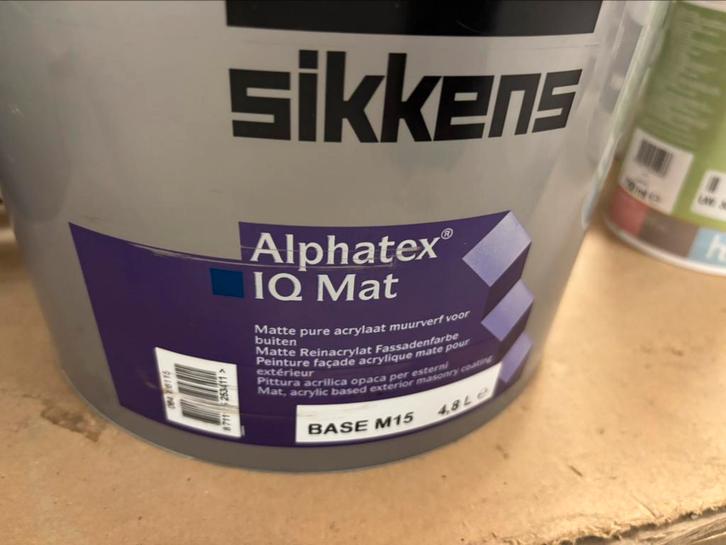 sikkens
Alphatex®
IQ Mat
Matte pure acrylaat muurverf voor
buiten
Matte Reinacrylat Fassadenfarbe
Peinture façade acrylique mate pour
extérieur
Pittura acrilica opaca per esterni
Mat, acrylic based exterior masonry coating
BASE M15 4,8 L ℮